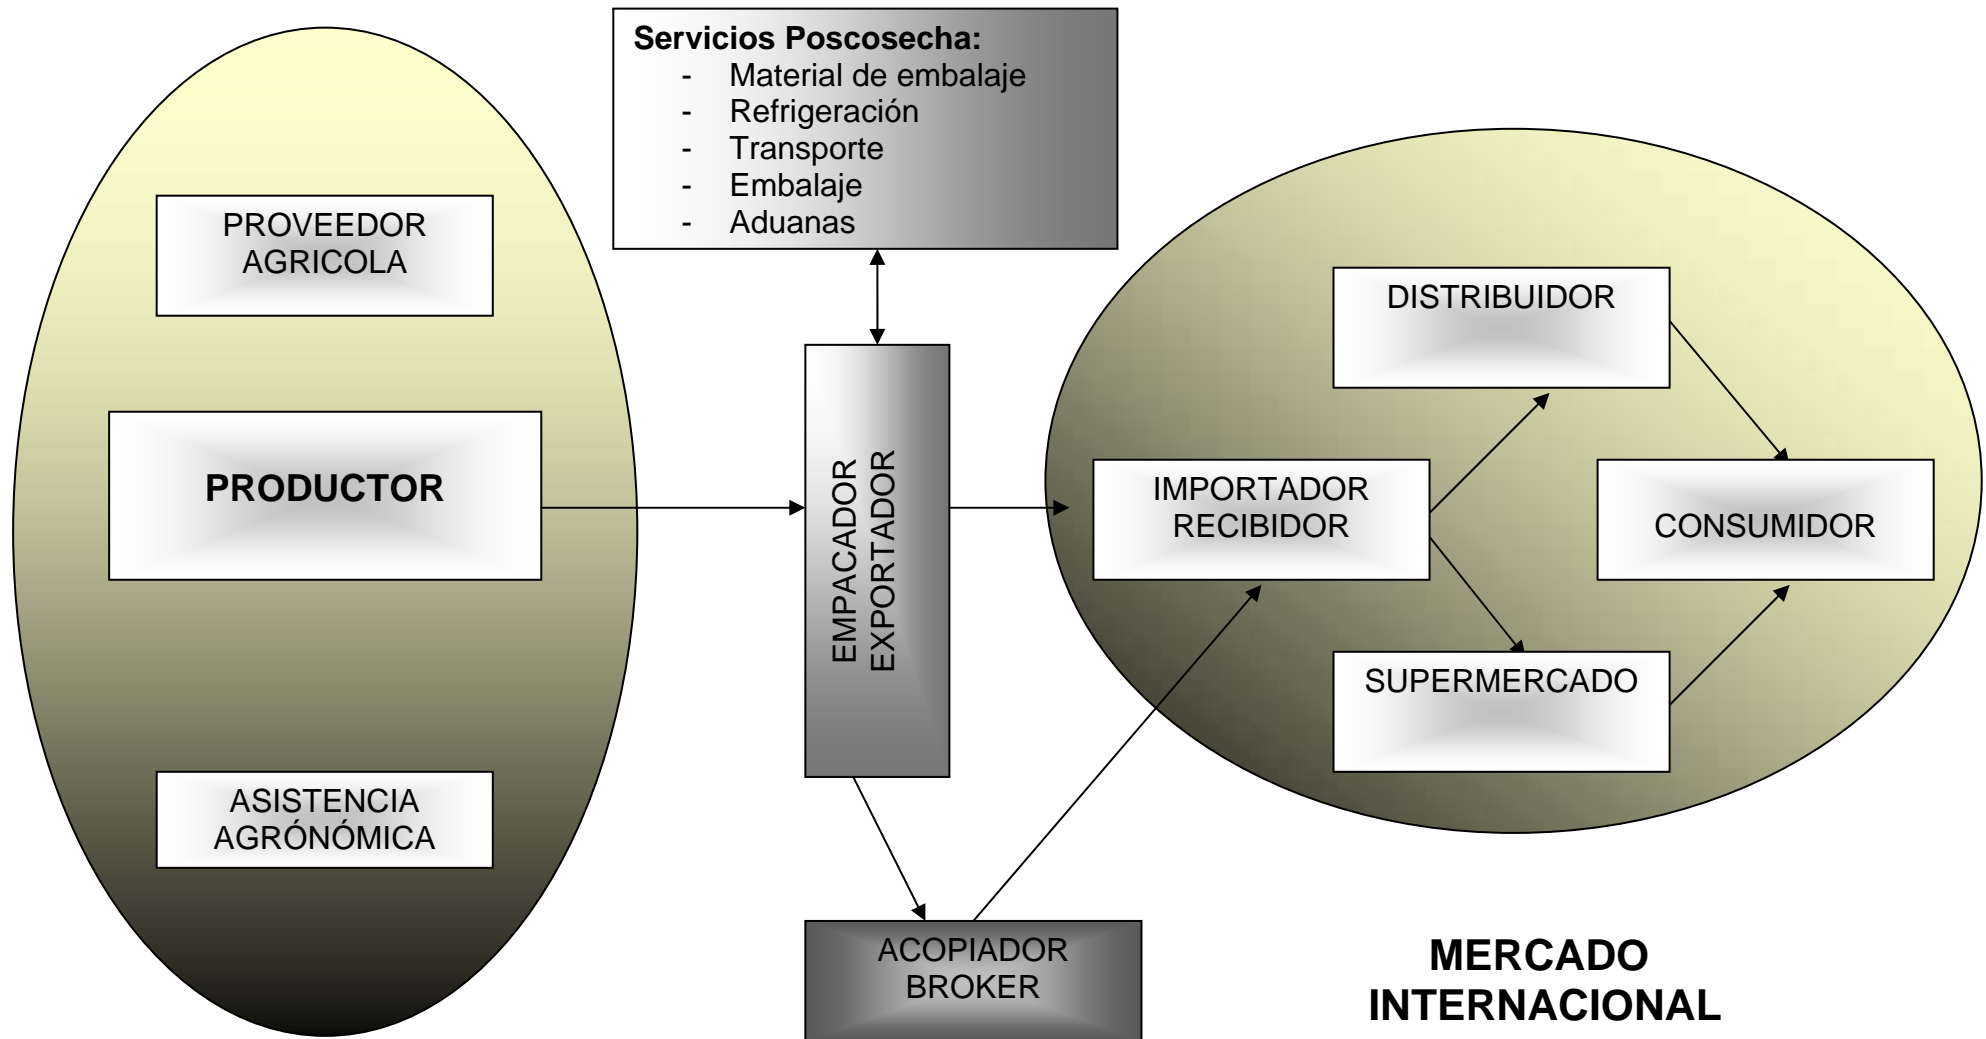 Servicios Poscosecha:
- Material de embalaje
- Refrigeración
- Transporte
- Embalaje
- Aduanas
PROVEEDOR
AGRICOLA
PRODUCTOR
ASISTENCIA
AGRÓNÓMICA
EMPACADOR
EXPORTADOR
ACOPIADOR
BROKER
DISTRIBUIDOR
IMPORTADOR
RECIBIDOR
CONSUMIDOR
SUPERMERCADO
MERCADO
INTERNACIONAL